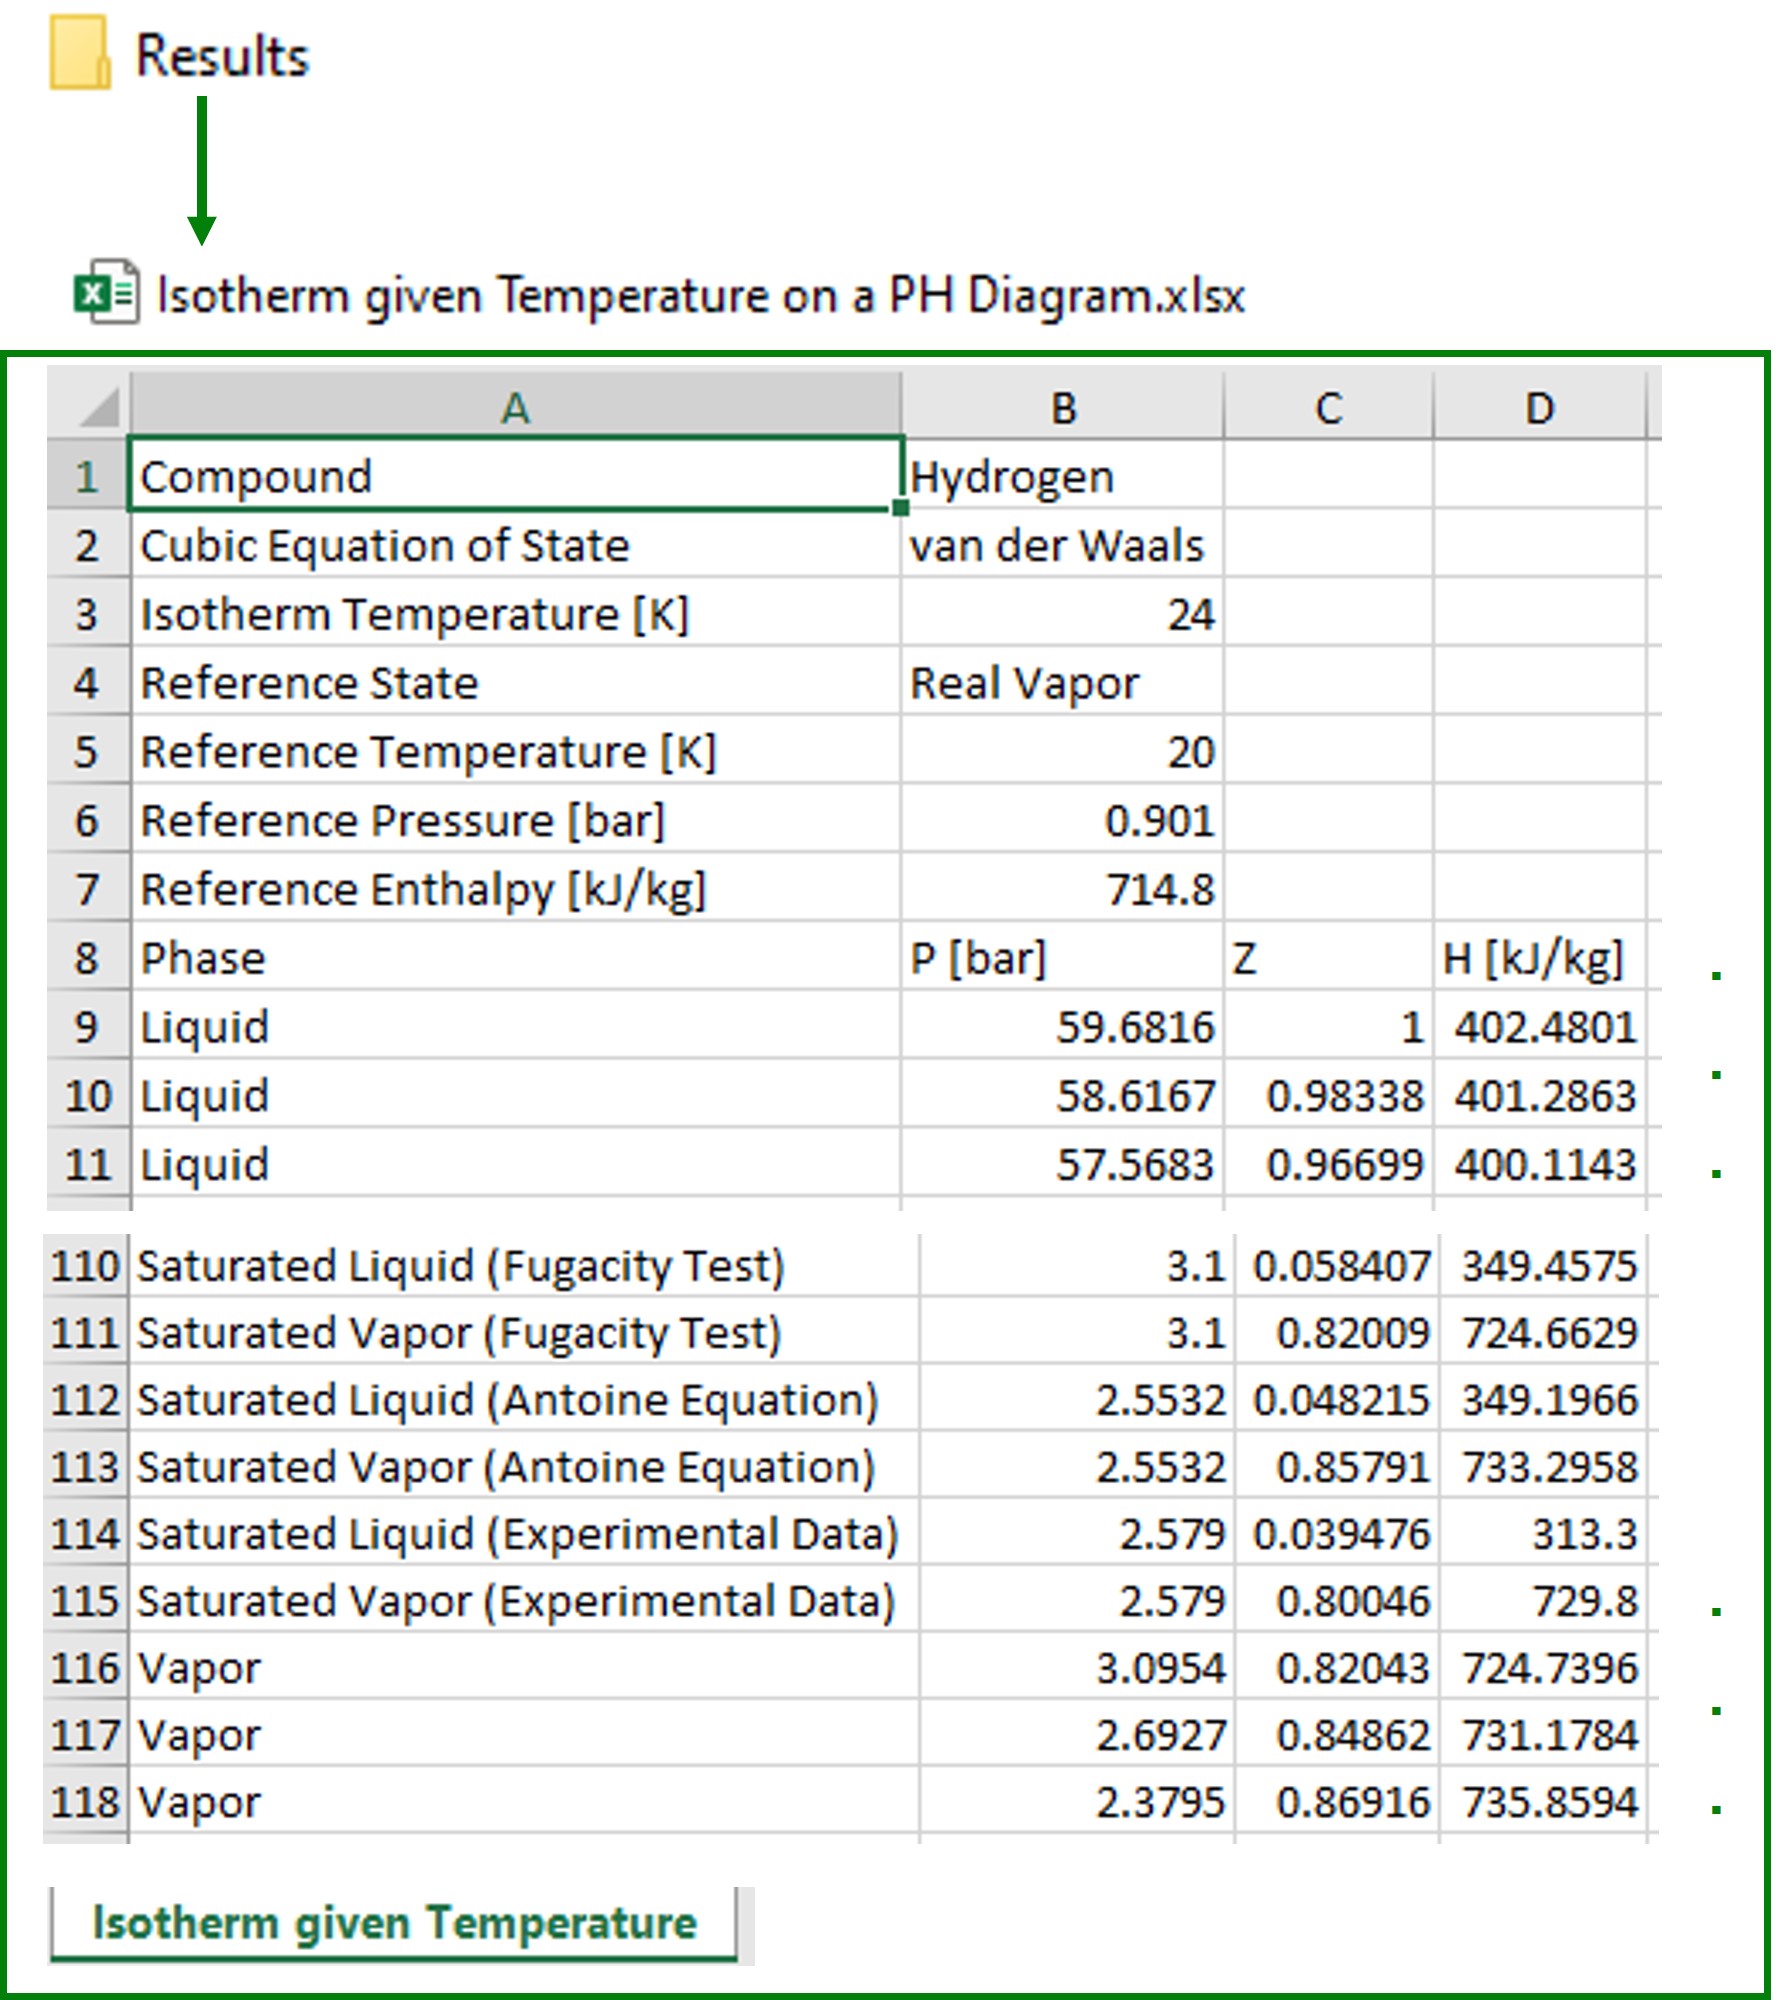 Results
Isotherm given Temperature on a PH Diagram.xlsx
A B C D
1 Compound Hydrogen
2 Cubic Equation of State van der Waals
3 Isotherm Temperature [K] 24
4 Reference State Real Vapor
5 Reference Temperature [K] 20
6 Reference Pressure [bar] 0.901
7 Reference Enthalpy [kJ/kg] 714.8
8 Phase P [bar] Z H [kJ/kg]
9 Liquid 59.6816 1 402.4801
10 Liquid 58.6167 0.98338 401.2863
11 Liquid 57.5683 0.96699 400.1143
110 Saturated Liquid (Fugacity Test) 3.1 0.058407 349.4575
111 Saturated Vapor (Fugacity Test) 3.1 0.82009 724.6629
112 Saturated Liquid (Antoine Equation) 2.5532 0.048215 349.1966
113 Saturated Vapor (Antoine Equation) 2.5532 0.85791 733.2958
114 Saturated Liquid (Experimental Data) 2.579 0.039476 313.3
115 Saturated Vapor (Experimental Data) 2.579 0.80046 729.8
116 Vapor 3.0954 0.82043 724.7396
117 Vapor 2.6927 0.84862 731.1784
118 Vapor 2.3795 0.86916 735.8594
Isotherm given Temperature